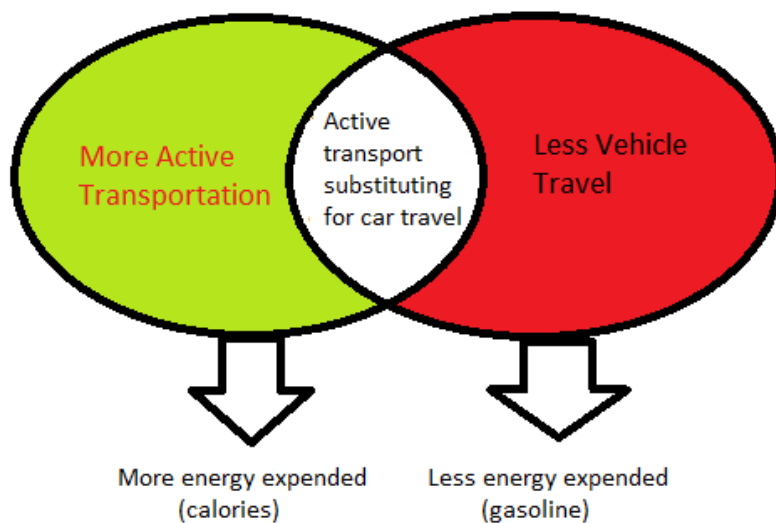 More Active
Transportation
Active
transport
substituting
for car travel
Less Vehicle
Travel
More energy expended
(calories)
Less energy expended
(gasoline)